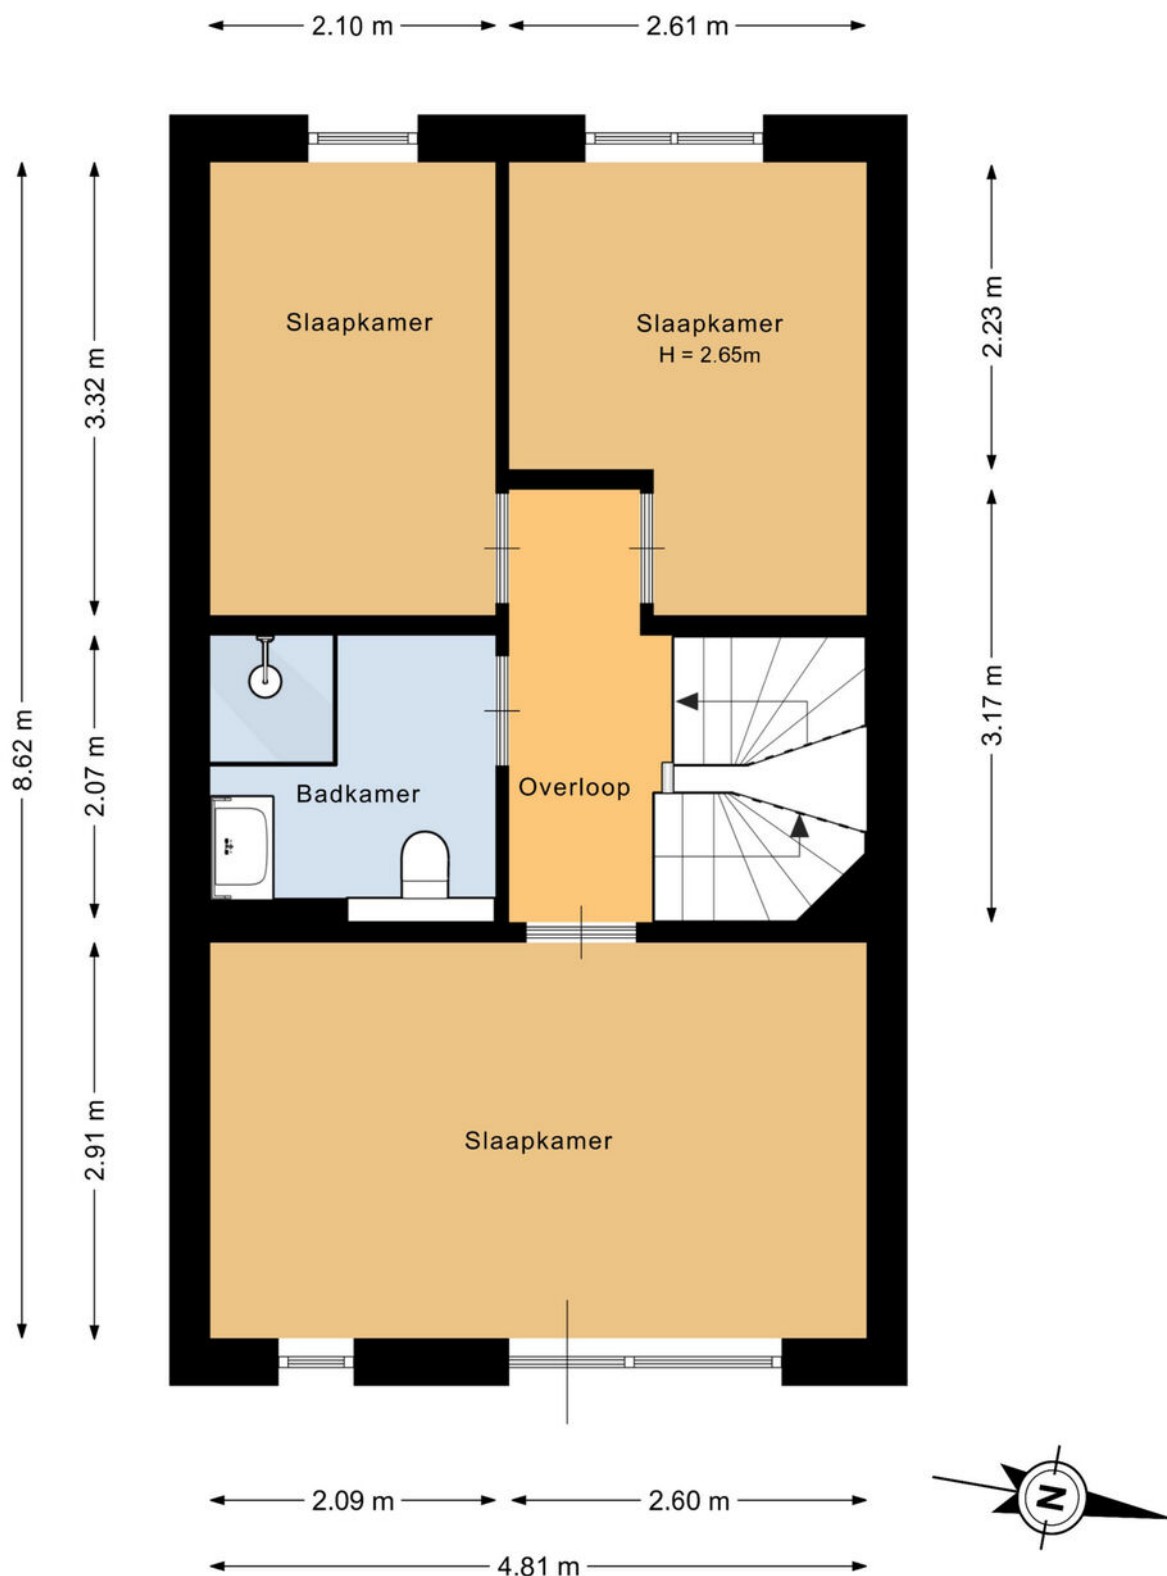 2.10 m
2.61 m
Slaapkamer
Slaapkamer
H = 2.65m
2.23 m
3.32 m
8.62 m
2.07 m
3.17 m
Badkamer
Overloop
2.91 m
Slaapkamer
2.09 m
2.60 m
4.81 m
N